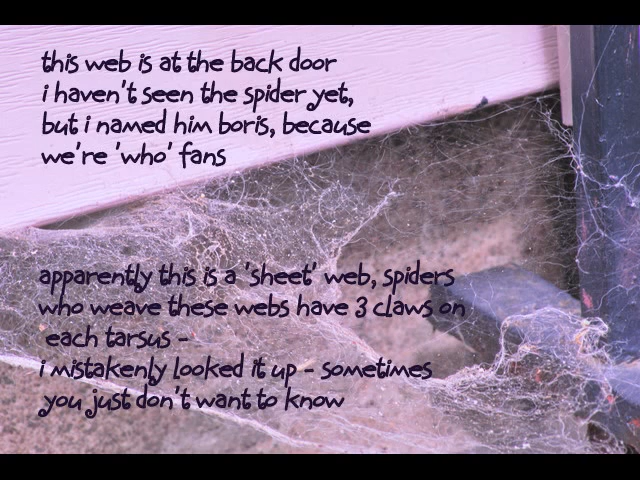 this web is at the back door
i haven't seen the spider yet,
but i named him boris, because
we're 'who' fans
apparently this is a 'sheet' web, spiders
who weave these webs have 3 claws on
each tarsus -
i mistakenly looked it up - sometimes
you just don't want to know